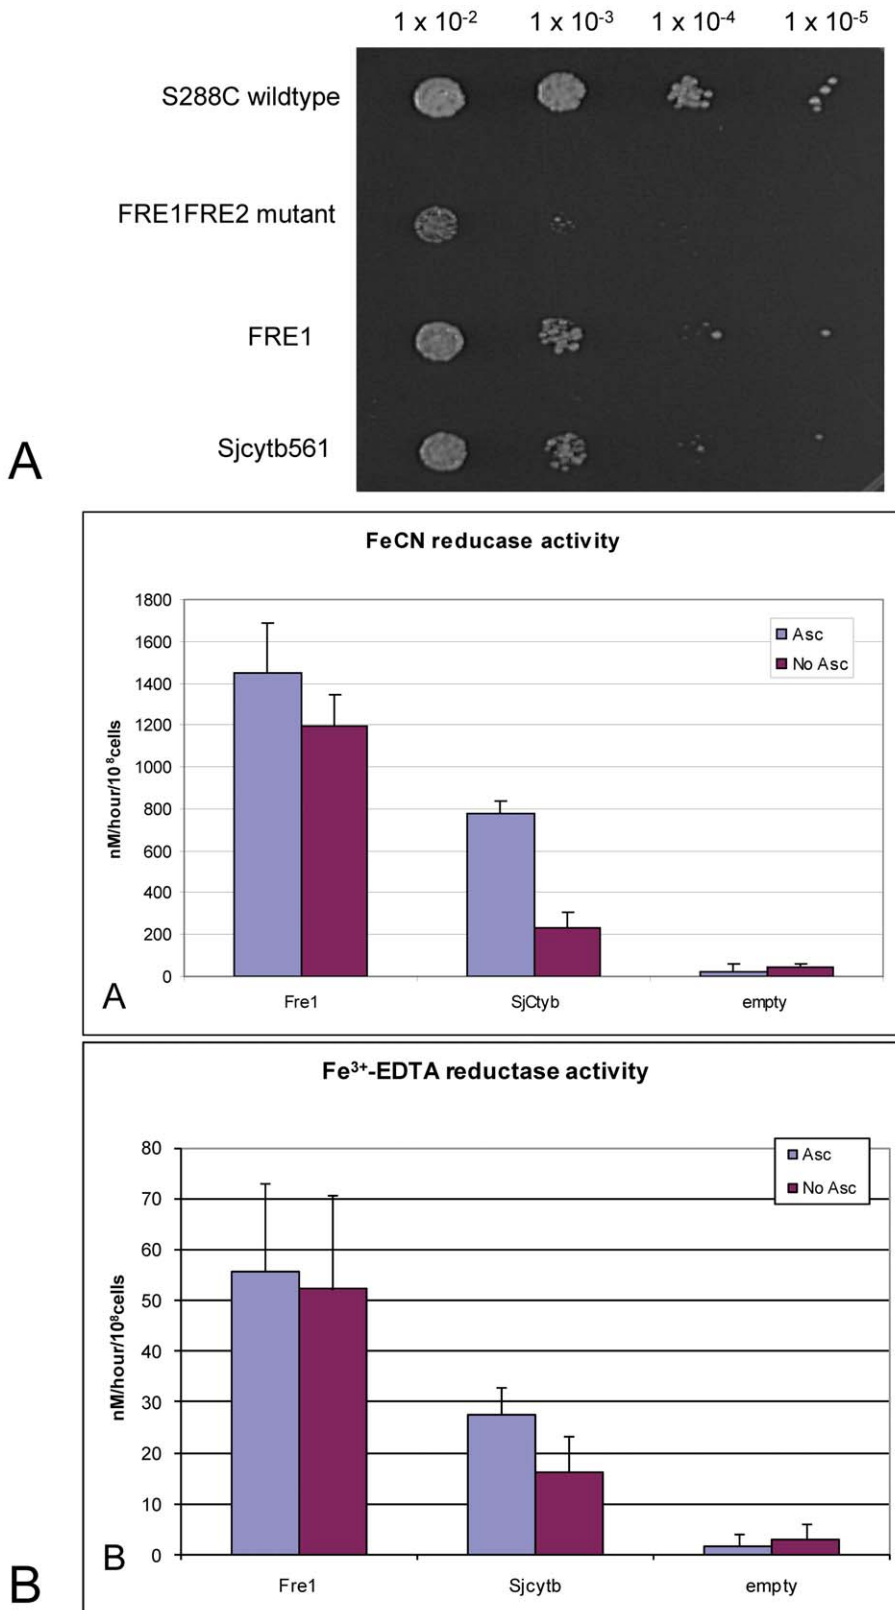 1 x 10-2 1 x 10-3 1 x 10-4 1 x 10-5
S288C wildtype
FRE1FRE2 mutant
FRE1
Sjcytb561
A
FeCN reducase activity
1800
1600
1400
1200
1000
800
600
400
200
0
nM/hour/10 8cells
Asc
No Asc
A
Fre1 SjCtyb empty
Fe3+-EDTA reductase activity
80
70
60
50
40
30
20
10
0
nM/hour/108cells
Asc
No Asc
B
Fre1 Sjcytb empty
B